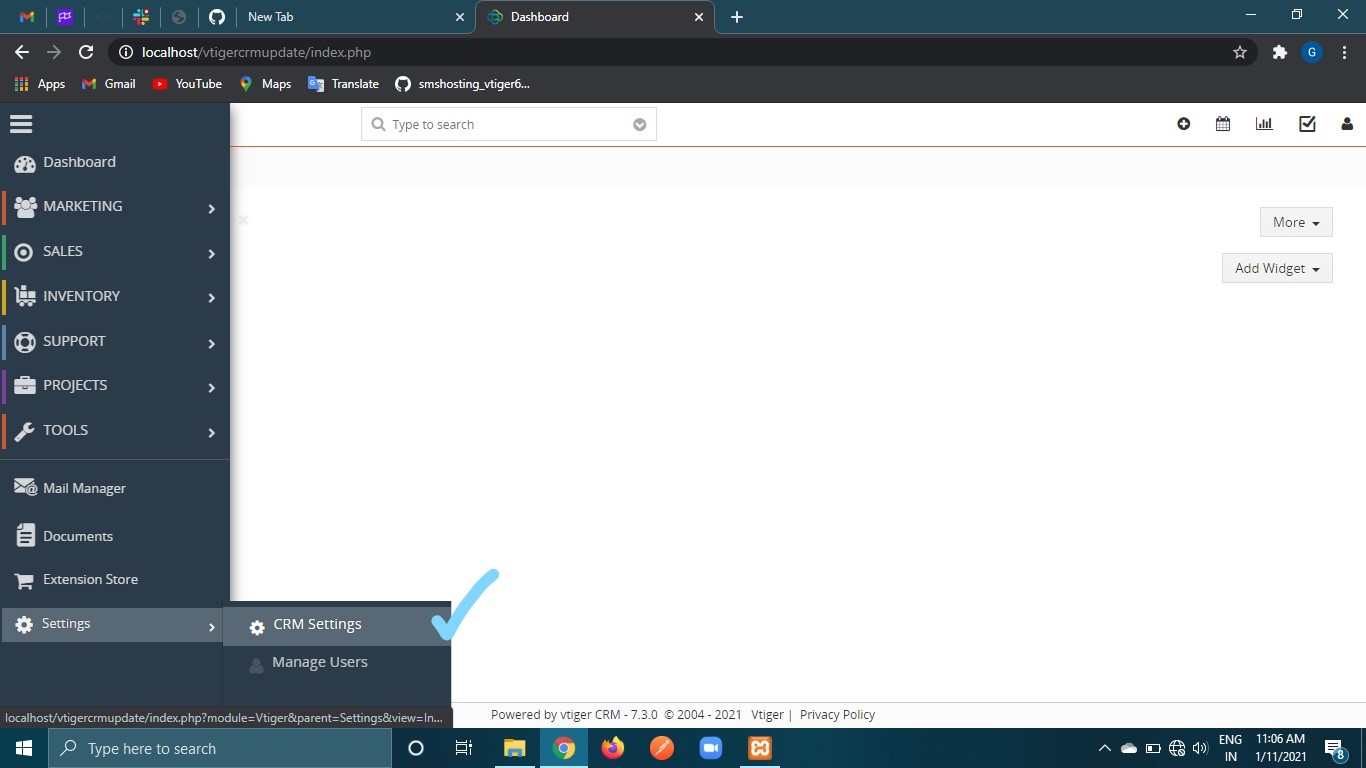 New Tab
Dashboard
localhost/vtigercrmupdate/index.php
G
Apps
Gmail
YouTube
Maps
Translate
smshosting_vtiger6...
Type to search
Dashboard
MARKETING
SALES
INVENTORY
SUPPORT
PROJECTS
TOOLS
Mail Manager
Documents
Extension Store
Settings
CRM Settings
Manage Users
More
Add Widget
localhost/vtigercrmupdate/index.php?module=Vtiger&parent=Settings&view=In...
Powered by vtiger CRM - 7.3.0 © 2004 - 2021 Vtiger | Privacy Policy
Type here to search
ENG
IN
11:06 AM
1/11/2021
8